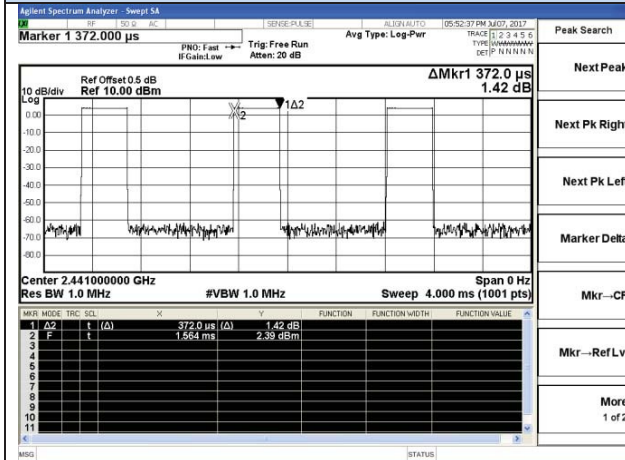 Agilent Spectrum Analyzer - Swept SA
RF 50 Ω AC SENSE:PULSE ALIGN AUTO 05:52:37 PM Jul 07, 2017
Marker 1 372.000 µs
PNO: Fast
IFGain:Low
Trig: Free Run
Atten: 20 dB
Avg Type: Log-Pwr
TRACE 1 2 3 4 5 6
TYPE
DET P N N N N N
ΔMkr1 372.0 µs
1.42 dB
Ref Offset 0.5 dB
10 dB/div Ref 10.00 dBm
Log
1Δ2
2
0.00
-10.0
-20.0
-30.0
-40.0
-50.0
-60.0
-70.0
-80.0
Center 2.441000000 GHz Span 0 Hz
Res BW 1.0 MHz #VBW 1.0 MHz Sweep 4.000 ms (1001 pts)
MKR MODE TRC SCL X Y FUNCTION FUNCTION WIDTH FUNCTION VALUE
1 Δ2 t (Δ) 372.0 us (Δ) 1.42 dB
2 F t 1.564 ms 2.39 dBm
3
4
5
6
7
8
9
10
11
MSG STATUS
Peak Search
Next Peak
Next Pk Right
Next Pk Left
Marker Delta
Mkr→CF
Mkr→Ref Lv
More
1 of 2